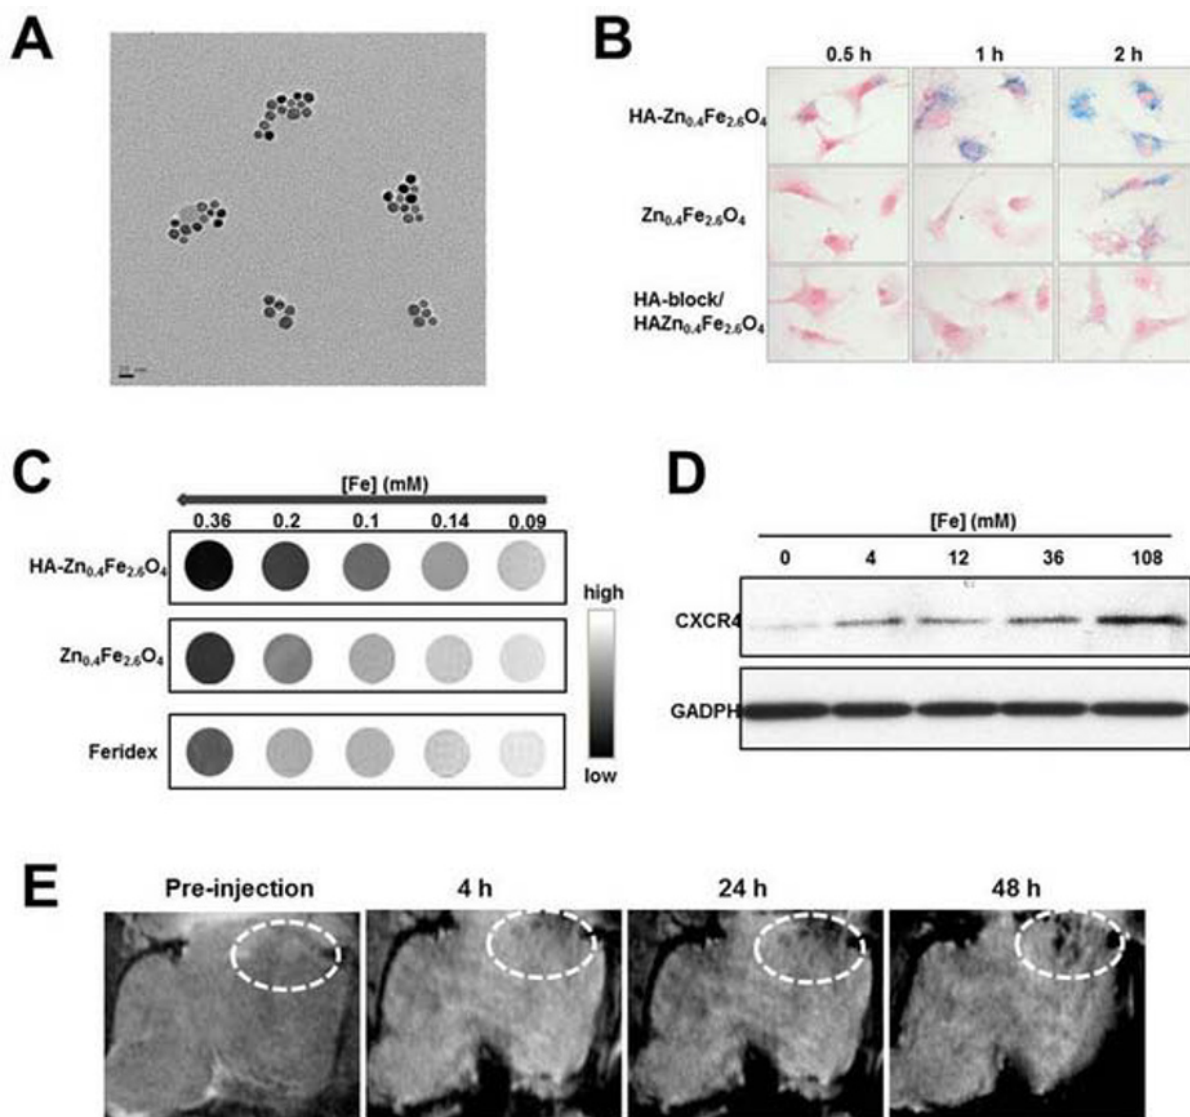 A
B
0.5 h 1 h 2 h
HA-Zn₀.₄Fe₂.₆O₄
Zn₀.₄Fe₂.₆O₄
HA-block/
HAZn₀.₄Fe₂.₆O₄
C
[Fe] (mM)
0.36 0.2 0.1 0.14 0.09
HA-Zn₀.₄Fe₂.₆O₄
Zn₀.₄Fe₂.₆O₄
Feridex
high
low
D
[Fe] (mM)
0 4 12 36 108
CXCR4
GADPH
E
Pre-injection 4 h 24 h 48 h